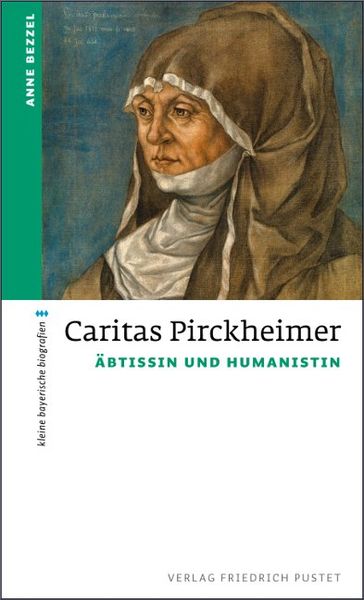 ANNE BEZZEL
kleine bayerische biografien
Caritas Pirckheimer
ÄBTISSIN UND HUMANISTIN
VERLAG FRIEDRICH PUSTET